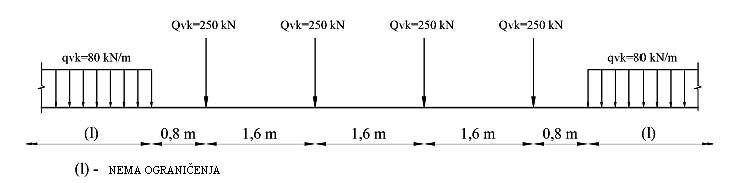 Qvk=250 kN Qvk=250 kN Qvk=250 kN Qvk=250 kN
qvk=80 kN/m qvk=80 kN/m
(l) 0,8 m 1,6 m 1,6 m 1,6 m 0,8 m (l)
(l) - NEMA OGRANIČENJA